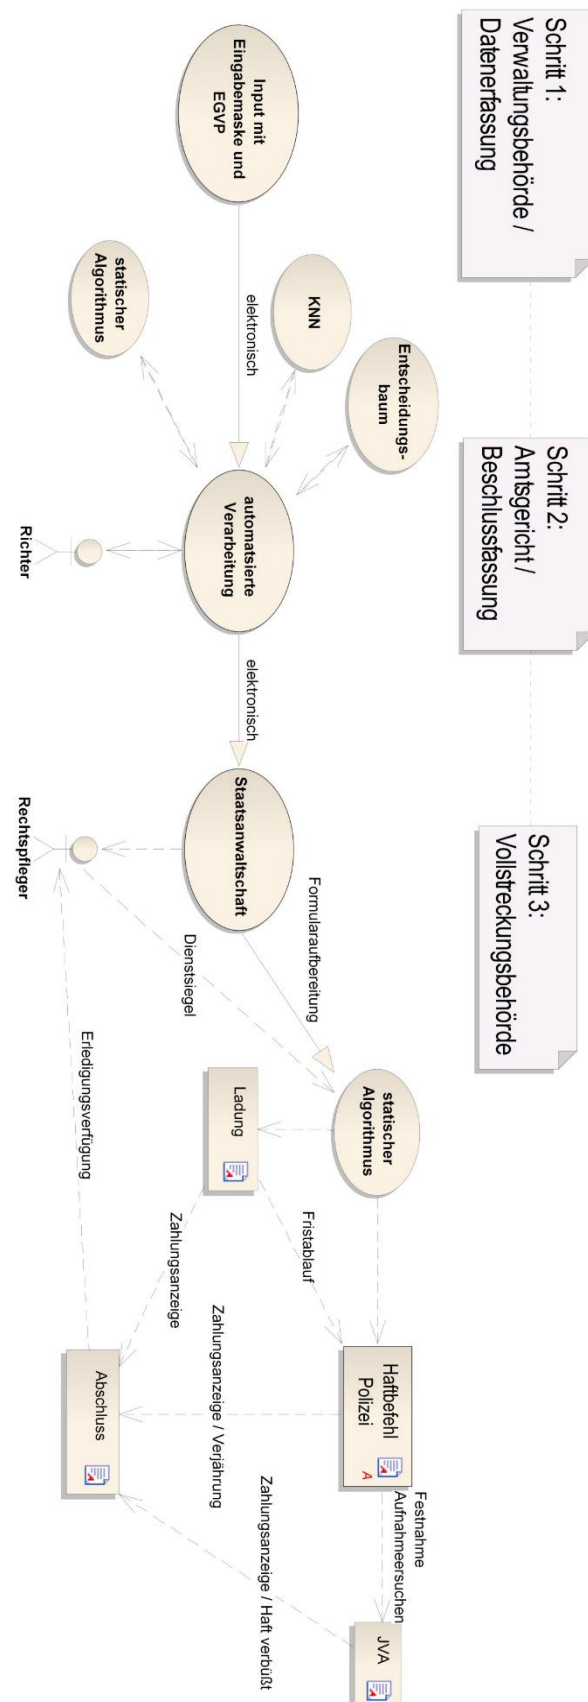 Schritt 1:
Verwaltungsbehörde /
Datenerfassung
Schritt 2:
Amtsgericht /
Beschlussfassung
Schritt 3:
Vollstreckungsbehörde
Input mit
Eingabemaske und
EGVP
elektronisch
Entscheidungs-
baum
KNN
statischer
Algorithmus
automatsierte
Verarbeitung
Richter
elektronisch
Staatsanwaltschaft
Rechtspfleger
Formularaufbereitung
Dienstsiegel
Erledigungsverfügung
statischer
Algorithmus
Ladung
Fristablauf
Zahlungsanzeige
Haftbefehl
Polizei
A
Zahlungsanzeige / Verjährung
Abschluss
Festnahme
Aufnahmeersuchen
Zahlungsanzeige / Haft verbüßt
JVA